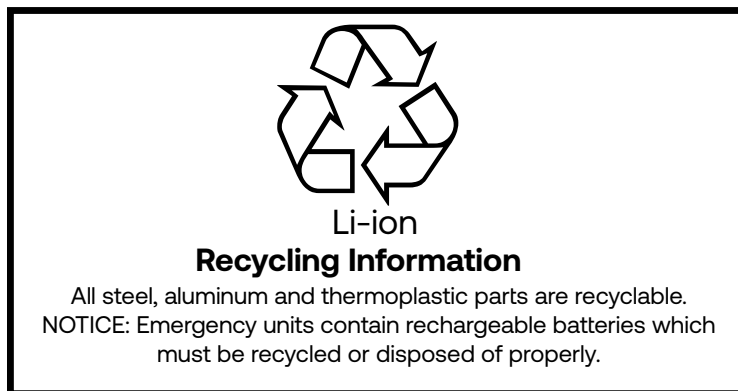 Li-ion
Recycling Information
All steel, aluminum and thermoplastic parts are recyclable.
NOTICE: Emergency units contain rechargeable batteries which
must be recycled or disposed of properly.